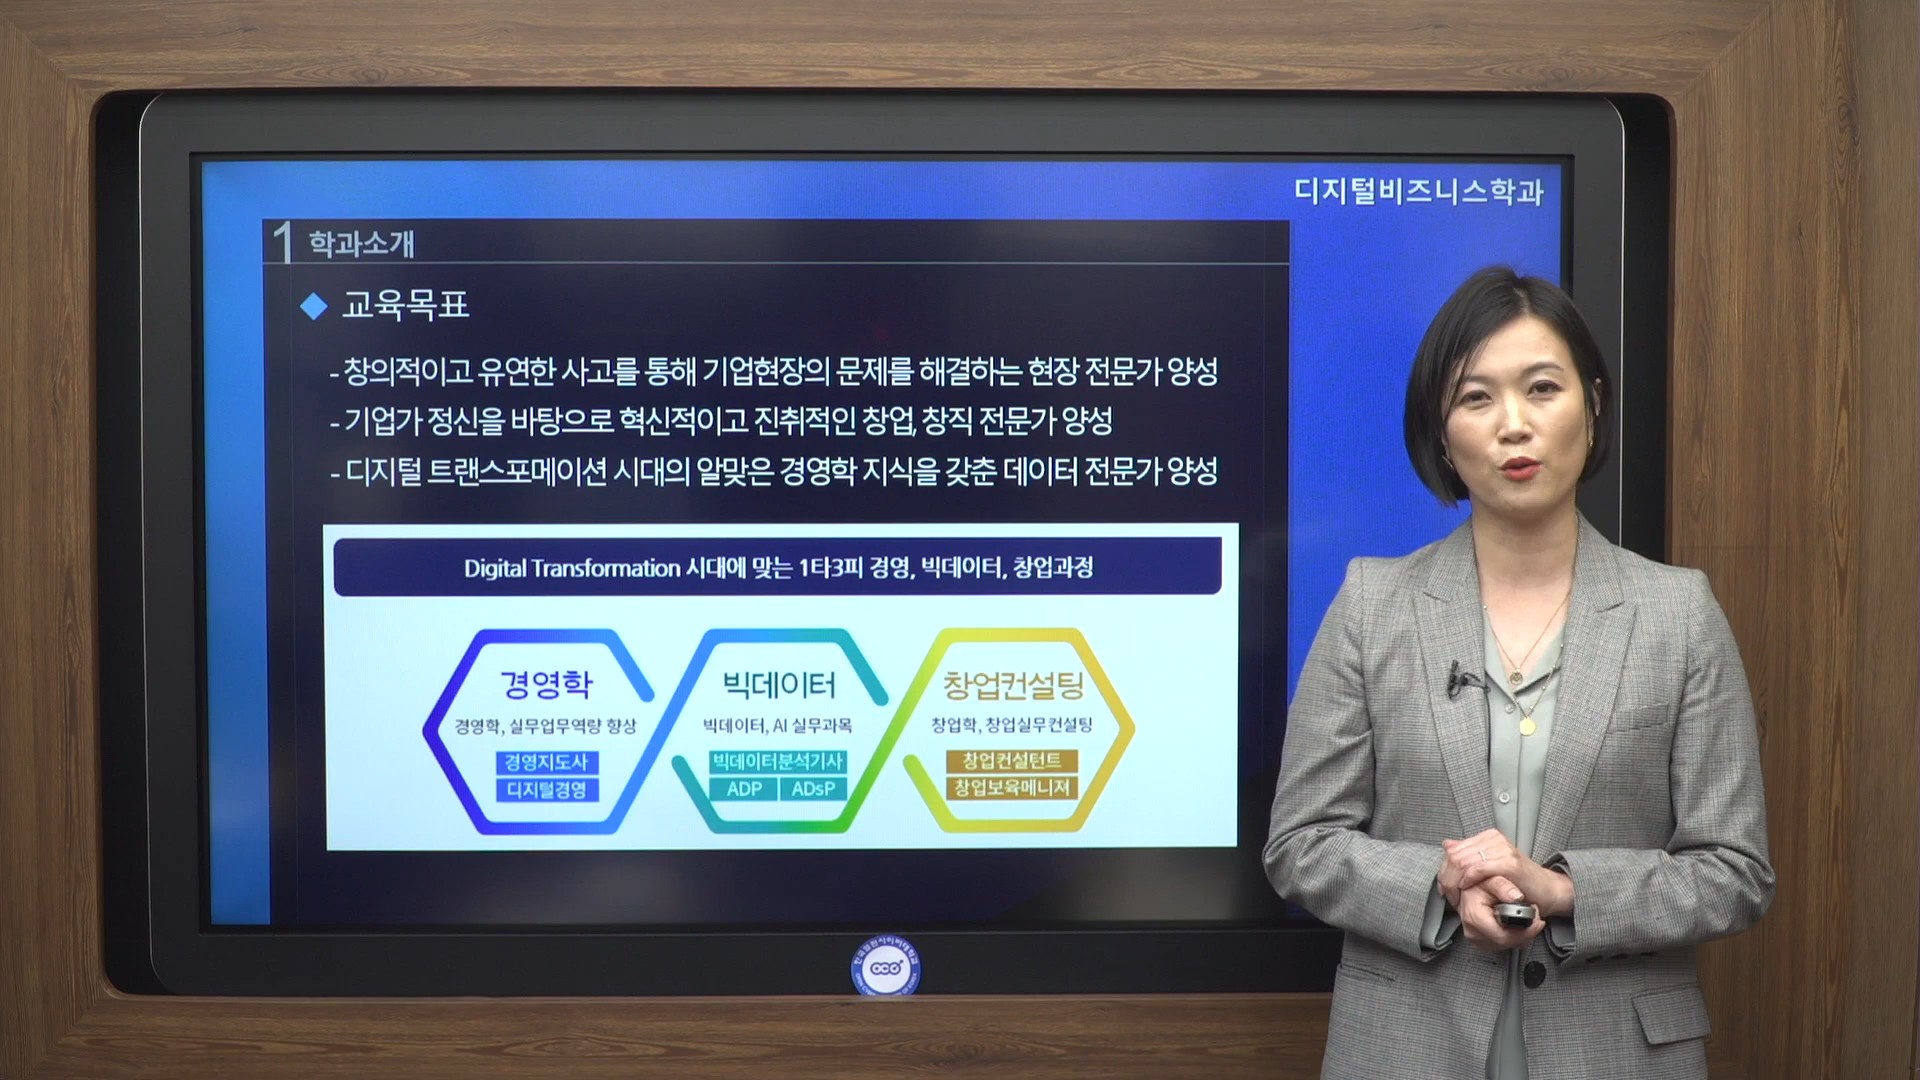 디지털비즈니스학과
1 학과소개
교육목표
- 창의적이고 유연한 사고를 통해 기업현장의 문제를 해결하는 현장 전문가 양성
- 기업가 정신을 바탕으로 혁신적이고 진취적인 창업, 창직 전문가 양성
- 디지털 트랜스포메이션 시대의 알맞은 경영학 지식을 갖춘 데이터 전문가 양성
Digital Transformation 시대에 맞는 1타3피 경영, 빅데이터, 창업과정
경영학
경영학, 실무업무역량 향상
경영지도사
디지털경영
빅데이터
빅데이터, AI 실무과목
빅데이터분석기사
ADP ADsP
창업컨설팅
창업학, 창업실무컨설팅
창업컨설턴트
창업보육메니져